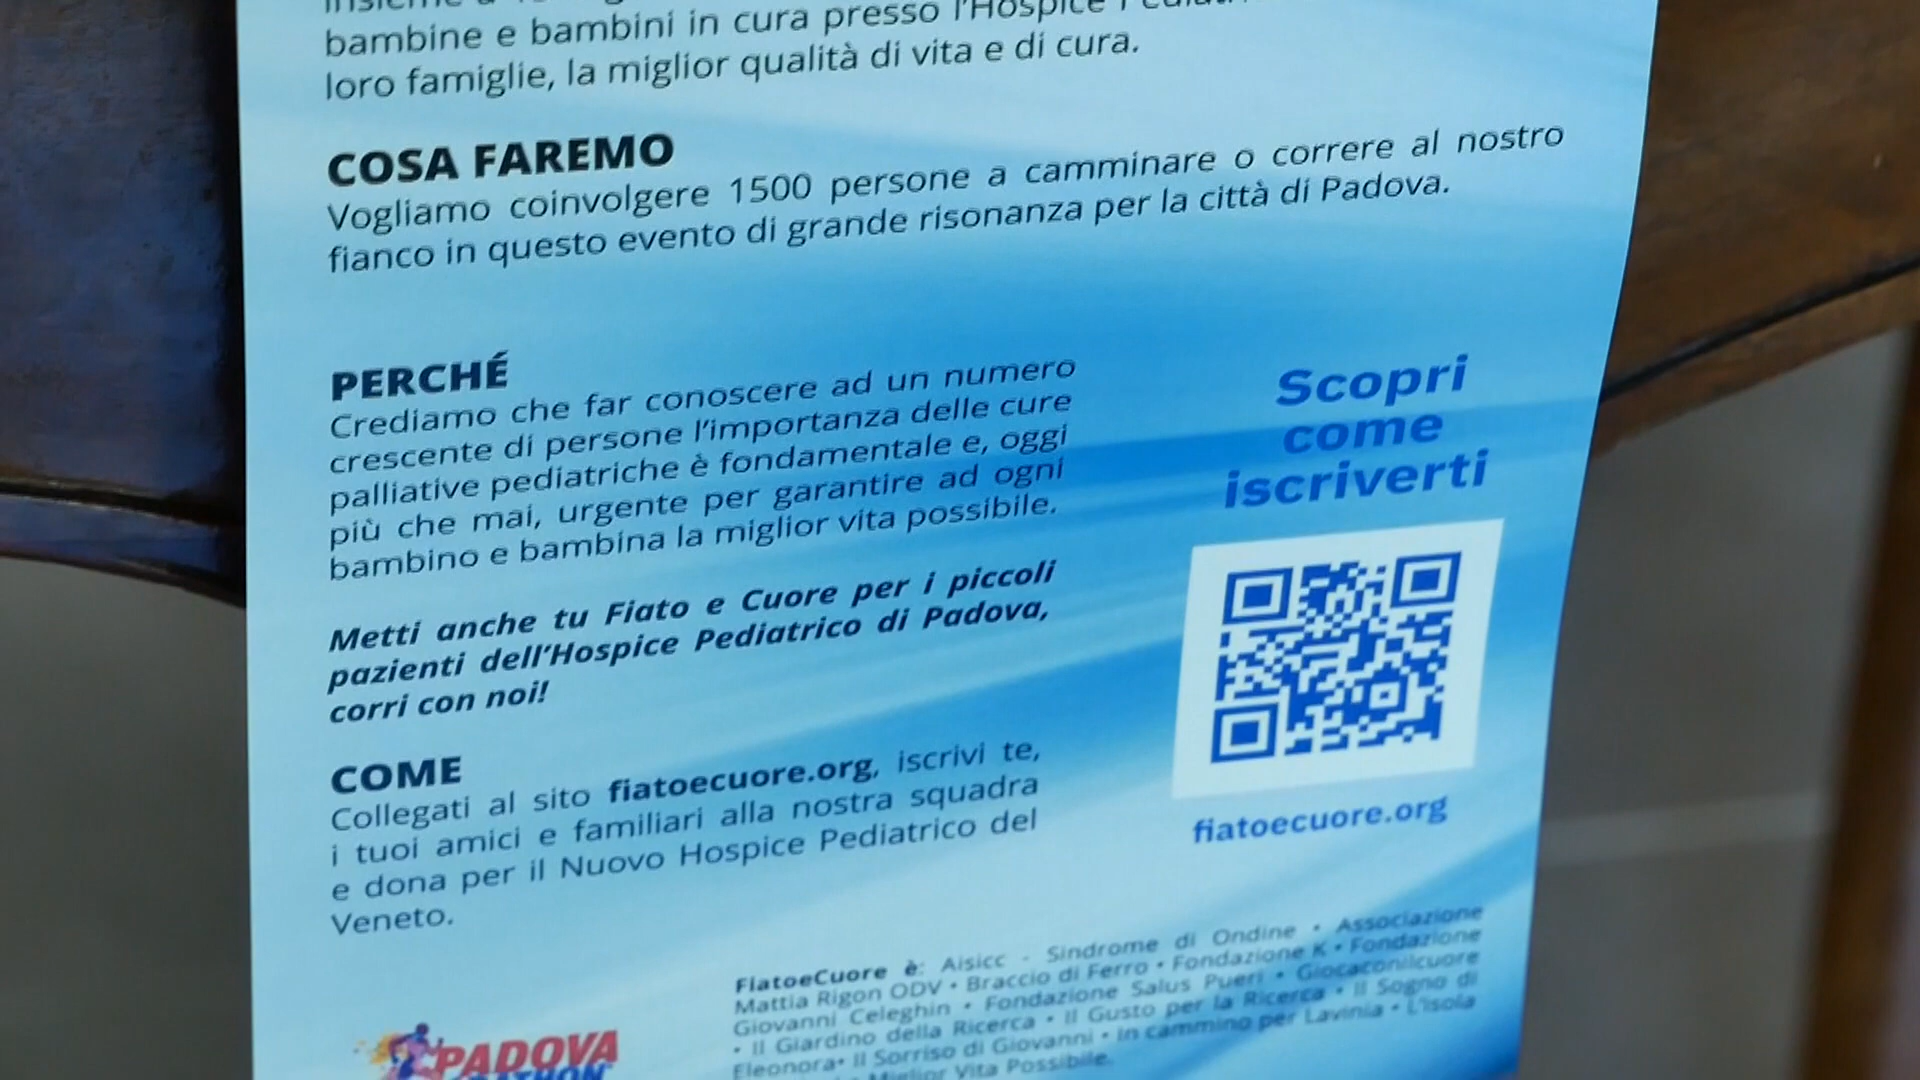 insieme a
bambine e bambini in cura presso l'Hospice
loro famiglie, la miglior qualità di vita e di cura.
COSA FAREMO
Vogliamo coinvolgere 1500 persone a camminare o correre al nostro
fianco in questo evento di grande risonanza per la città di Padova.
PERCHÉ
Crediamo che far conoscere ad un numero
crescente di persone l'importanza delle cure
palliative pediatriche è fondamentale e, oggi
più che mai, urgente per garantire ad ogni
bambino e bambina la miglior vita possibile.
Metti anche tu Fiato e Cuore per i piccoli
pazienti dell'Hospice Pediatrico di Padova,
corri con noi!
COME
Collegati al sito fiatoecuore.org, iscrivi te,
i tuoi amici e familiari alla nostra squadra
e dona per il Nuovo Hospice Pediatrico del
Veneto.
Scopri
come
iscriverti
fiatoecuore.org
FiatoeCuore è: Aisicc - Sindrome di Ondine • Associazione
Mattia Rigon ODV • Braccio di Ferro • Fondazione K • Fondazione
Giovanni Celeghin • Fondazione Salus Pueri • Giocaconilcuore
• Il Giardino della Ricerca • Il Gusto per la Ricerca • Il Sogno di
Eleonora• Il Sorriso di Giovanni • In cammino per Lavinia • L'isola
Miglior Vita Possibile.
PADOVA